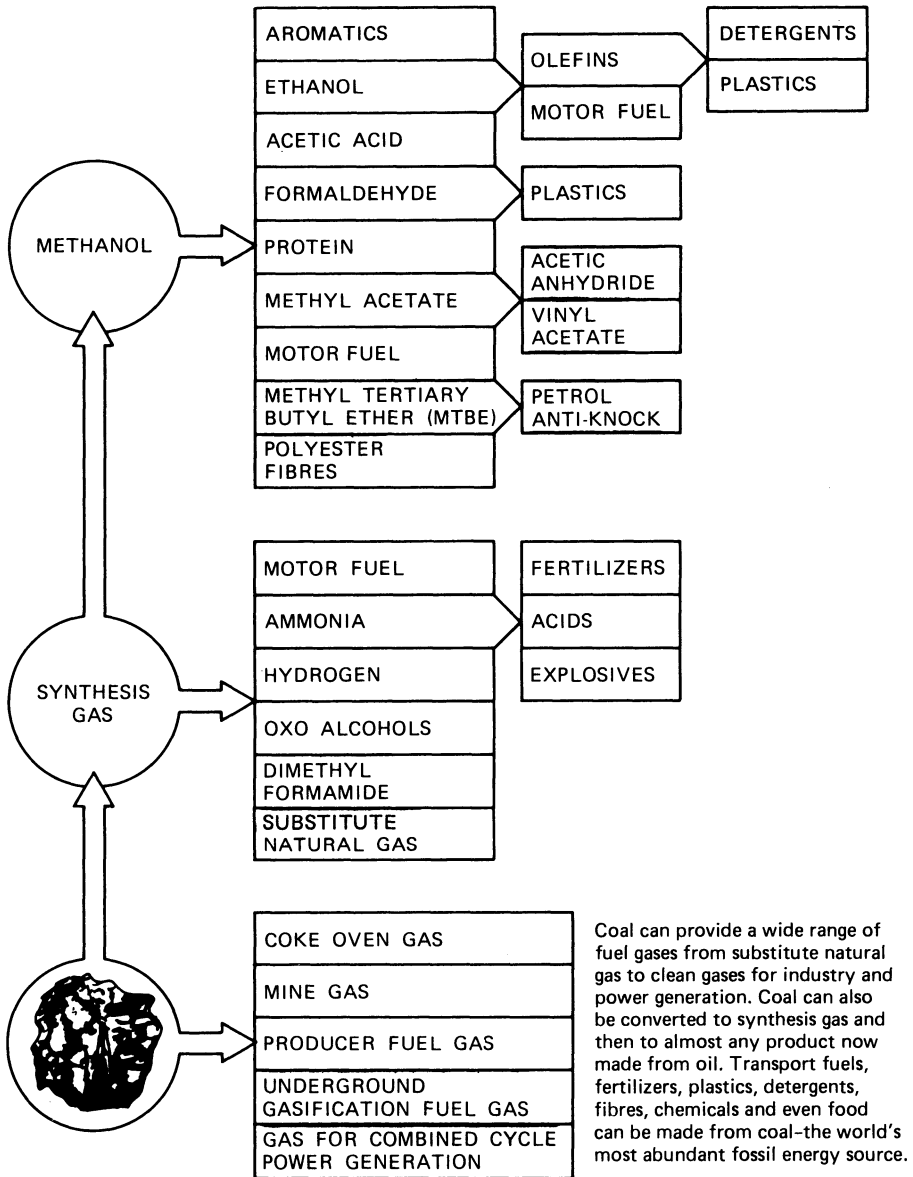 AROMATICS
ETHANOL
ACETIC ACID
FORMALDEHYDE
PROTEIN
METHYL ACETATE
MOTOR FUEL
METHYL TERTIARY
BUTYL ETHER (MTBE)
POLYESTER
FIBRES
OLEFINS
MOTOR FUEL
DETERGENTS
PLASTICS
PLASTICS
ACETIC
ANHYDRIDE
VINYL
ACETATE
PETROL
ANTI-KNOCK
METHANOL
MOTOR FUEL
AMMONIA
HYDROGEN
OXO ALCOHOLS
DIMETHYL
FORMAMIDE
SUBSTITUTE
NATURAL GAS
FERTILIZERS
ACIDS
EXPLOSIVES
SYNTHESIS
GAS
COKE OVEN GAS
MINE GAS
PRODUCER FUEL GAS
UNDERGROUND
GASIFICATION FUEL GAS
GAS FOR COMBINED CYCLE
POWER GENERATION
Coal can provide a wide range of
fuel gases from substitute natural
gas to clean gases for industry and
power generation. Coal can also
be converted to synthesis gas and
then to almost any product now
made from oil. Transport fuels,
fertilizers, plastics, detergents,
fibres, chemicals and even food
can be made from coal–the world's
most abundant fossil energy source.